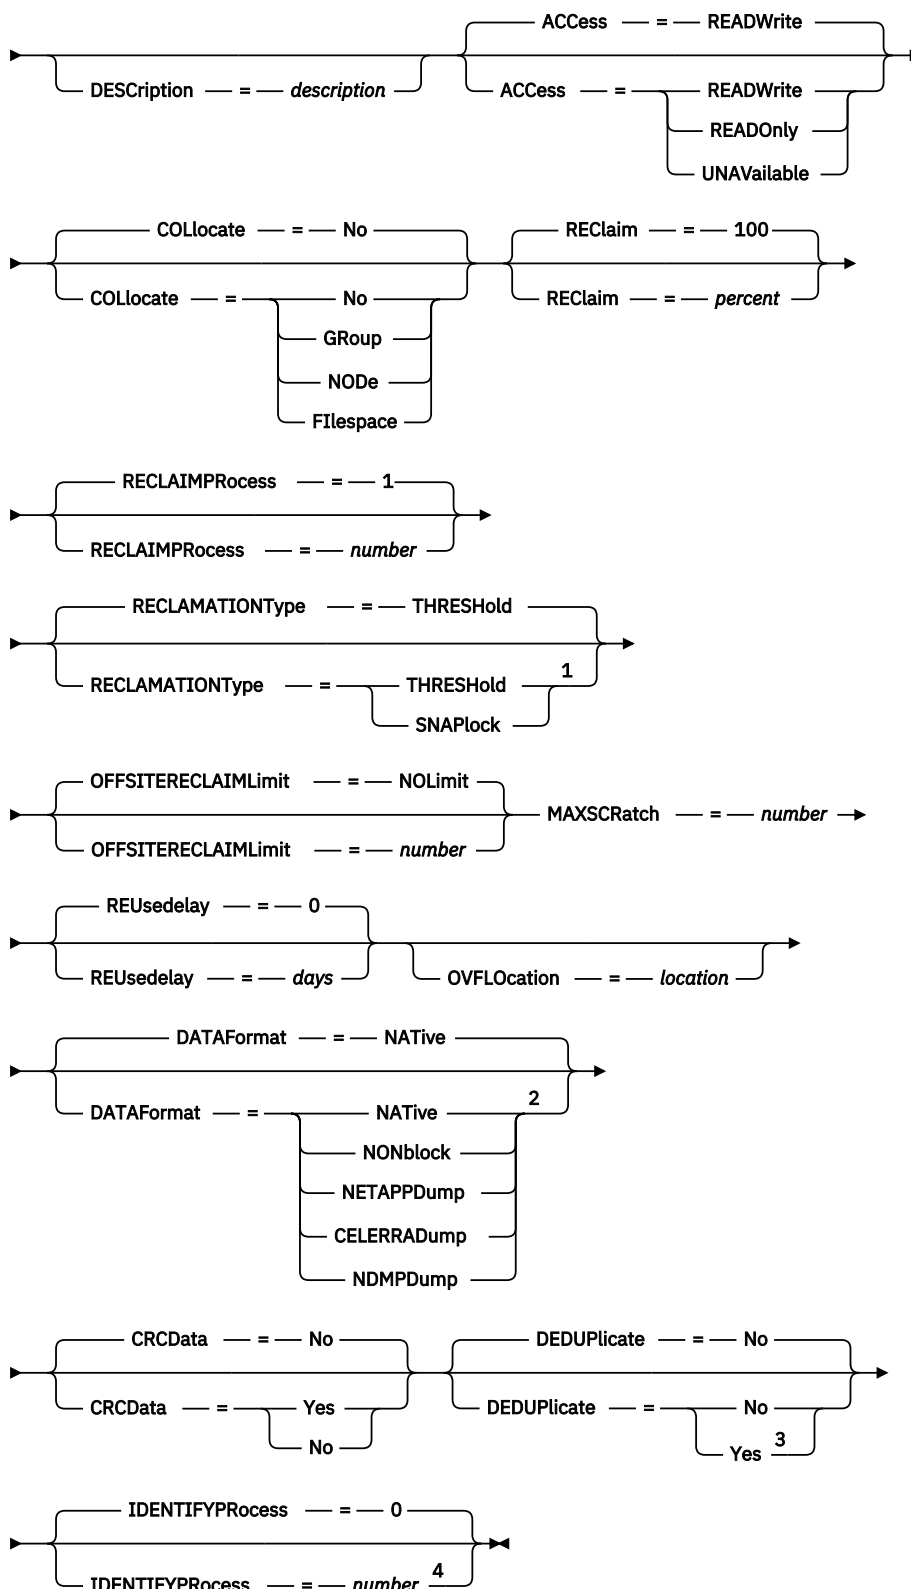 ACCess = READWrite
DESCription = description ACCess = READWrite
READOnly
UNAVailable
COLlocate = No REClaim = 100
COLlocate = No REClaim = percent
GRoup
NODe
FIlespace
RECLAIMPRocess = 1
RECLAIMPRocess = number
RECLAMATIONType = THRESHold
RECLAMATIONType = THRESHold 1
SNAPlock
OFFSITERECLAIMLimit = NOLimit
MAXSCRatch = number
OFFSITERECLAIMLimit = number
REUsedelay = 0
REUsedelay = days OVFLOcation = location
DATAFormat = NATive
DATAFormat = NATive 2
NONblock
NETAPPDump
CELERRADump
NDMPDump
CRCData = No DEDUPlicate = No
CRCData = Yes DEDUPlicate = No
No Yes 3
IDENTIFYPRocess = 0
IDENTIFYPRocess = number 4